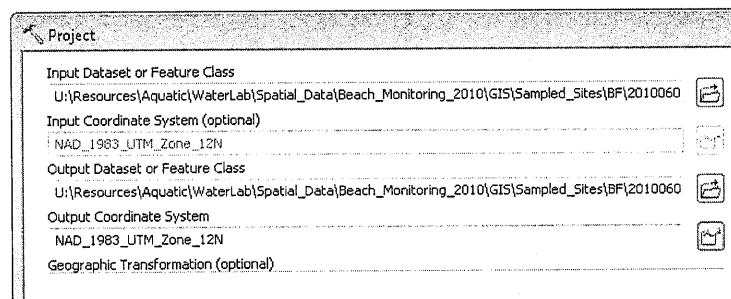 Project
Input Dataset or Feature Class
U:\Resources\Aquatic\WaterLab\Spatial_Data\Beach_Monitoring_2010\GIS\Sampled_Sites\BF\2010060
Input Coordinate System (optional)
NAD_1983_UTM_Zone_12N
Output Dataset or Feature Class
U:\Resources\Aquatic\WaterLab\Spatial_Data\Beach_Monitoring_2010\GIS\Sampled_Sites\BF\2010060
Output Coordinate System
NAD_1983_UTM_Zone_12N
Geographic Transformation (optional)